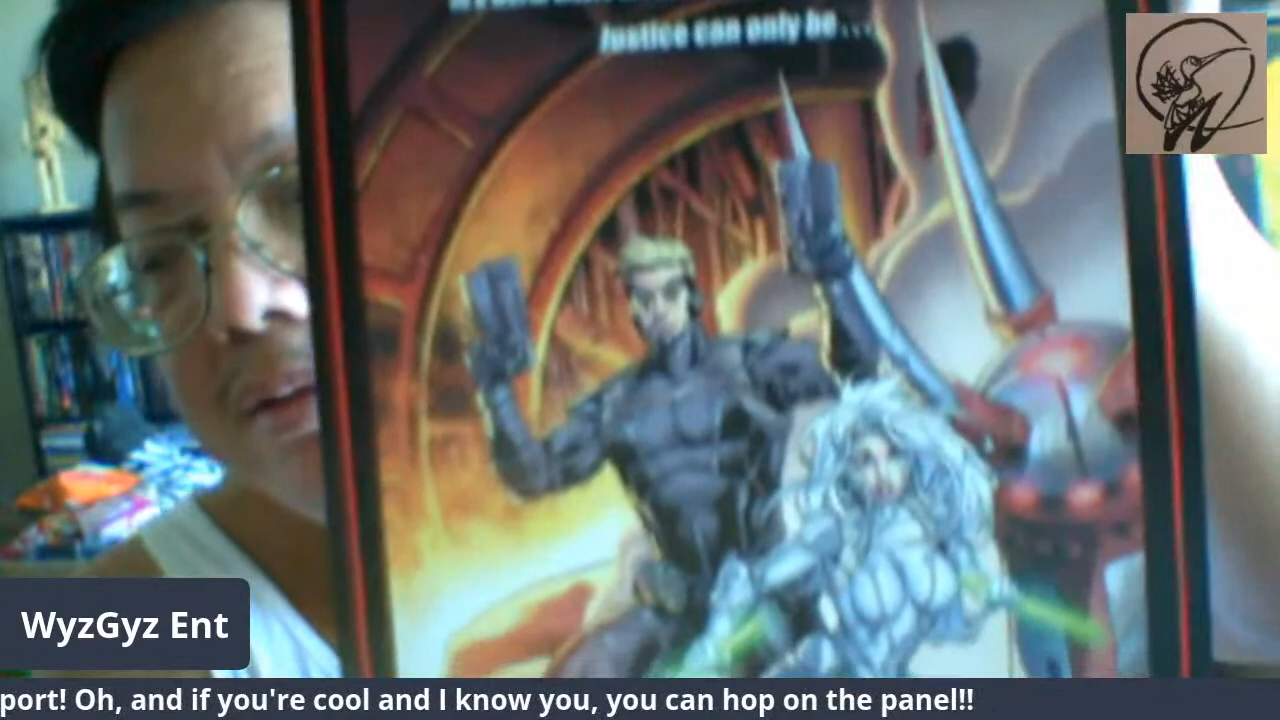 Justice can only be . . .
WyzGyz Ent
port! Oh, and if you're cool and I know you, you can hop on the panel!!